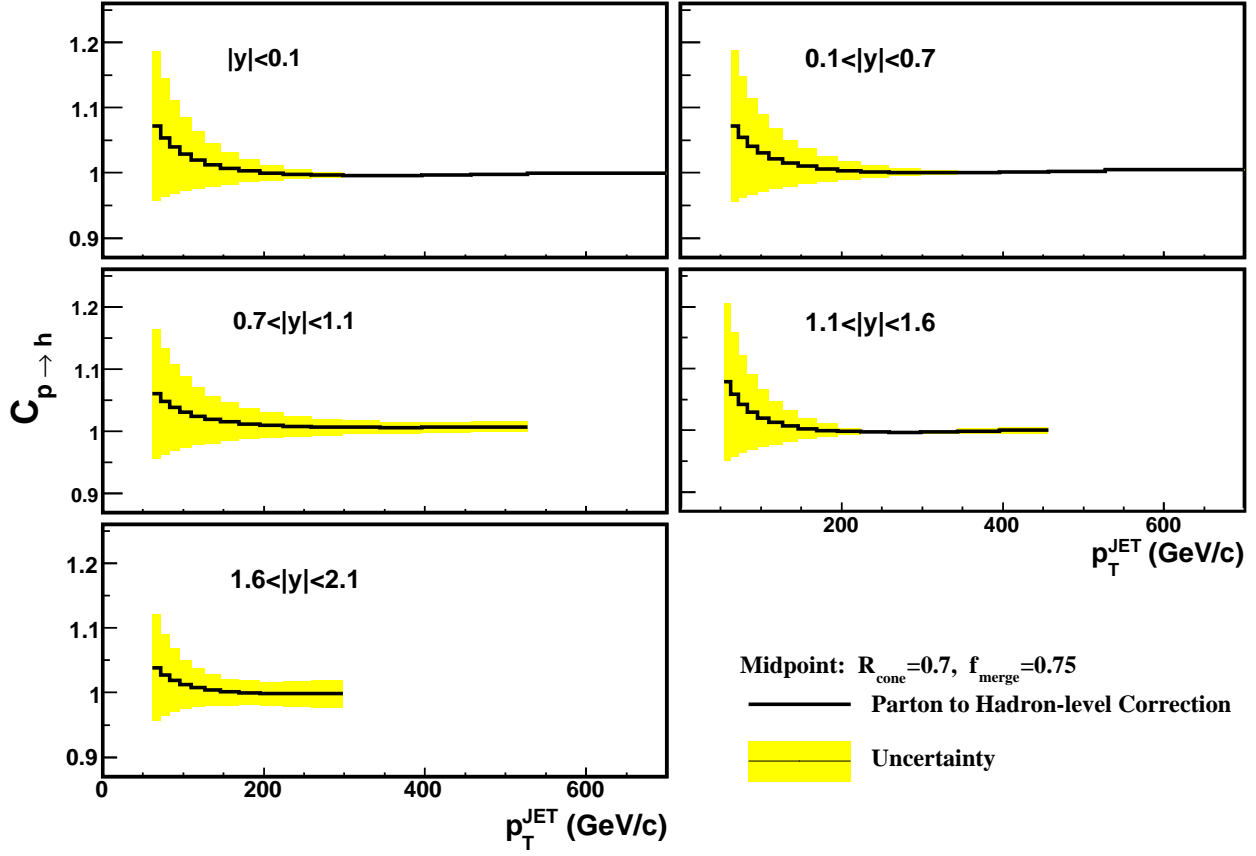 |y|<0.1
0.1<|y|<0.7
1.2
1.1
1
0.9
0.7<|y|<1.1
1.1<|y|<1.6
1.2
1.1
1
0.9
C p → h
200 400 600
p_T^JET (GeV/c)
1.6<|y|<2.1
1.2
1.1
1
0.9
0 200 400 600
p_T^JET (GeV/c)
Midpoint: R_cone=0.7, f_merge=0.75
Parton to Hadron-level Correction
Uncertainty